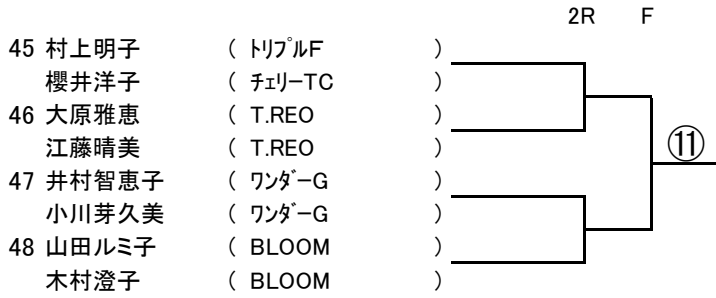 2R F
45 村上明子 ( ﾄﾘﾌﾟﾙF )
櫻井洋子 ( ﾁｪﾘｰTC )
46 大原雅恵 ( T.REO )
江藤晴美 ( T.REO )
⑪
47 井村智恵子 ( ﾜﾝﾀﾞｰG )
小川芽久美 ( ﾜﾝﾀﾞｰG )
48 山田ルミ子 ( BLOOM )
木村澄子 ( BLOOM )